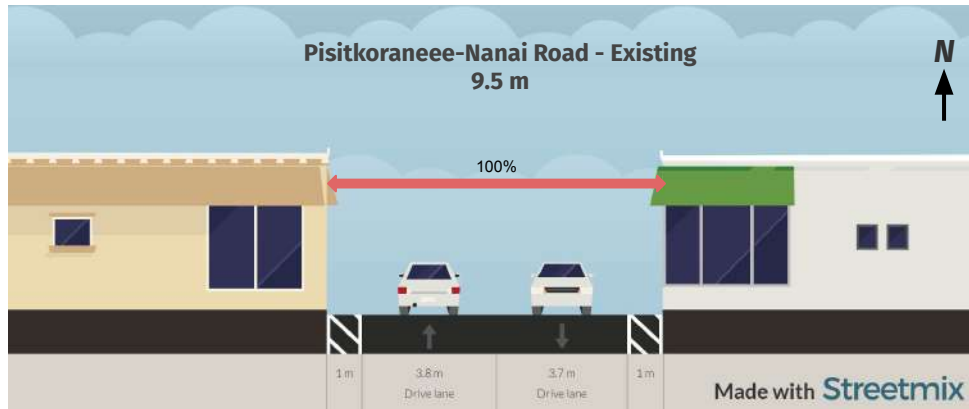 Pisitkoraneee-Nanai Road - Existing
9.5 m
N
100%
1 m
3.8 m
Drive lane
3.7 m
Drive lane
1 m
Made with Streetmix